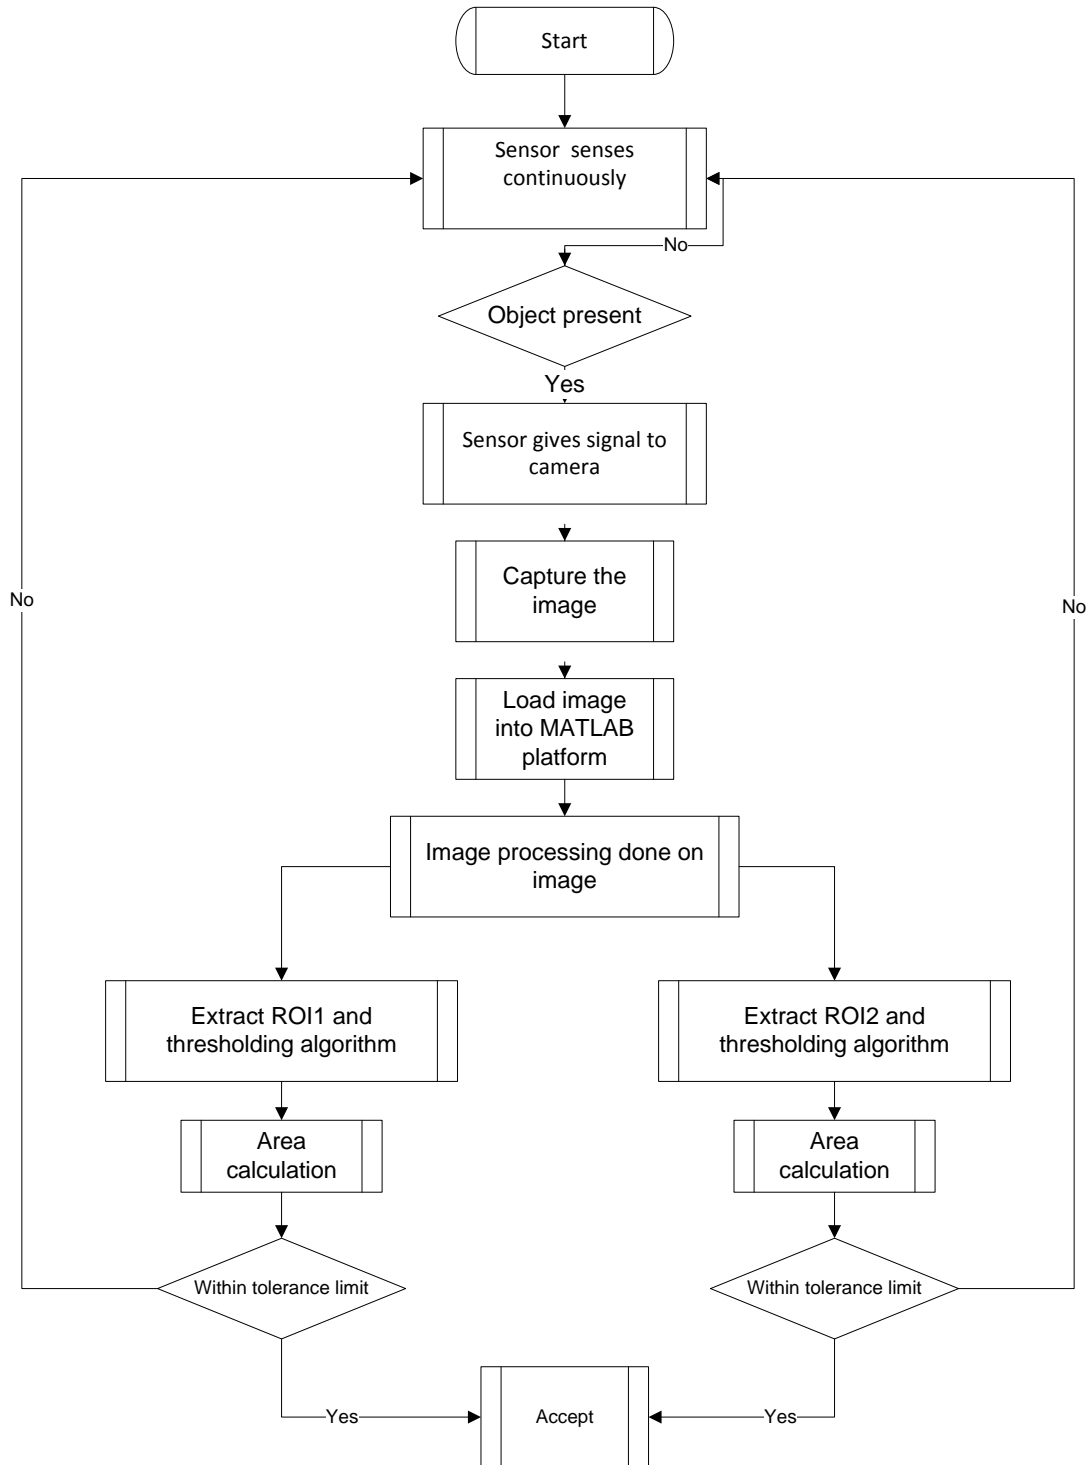 Start
Sensor senses
continuously
No
Object present
Yes
Sensor gives signal to
camera
Capture the
image
No
No
Load image
into MATLAB
platform
Image processing done on
image
Extract ROI1 and
thresholding algorithm
Extract ROI2 and
thresholding algorithm
Area
calculation
Area
calculation
Within tolerance limit
Within tolerance limit
Yes
Accept
Yes